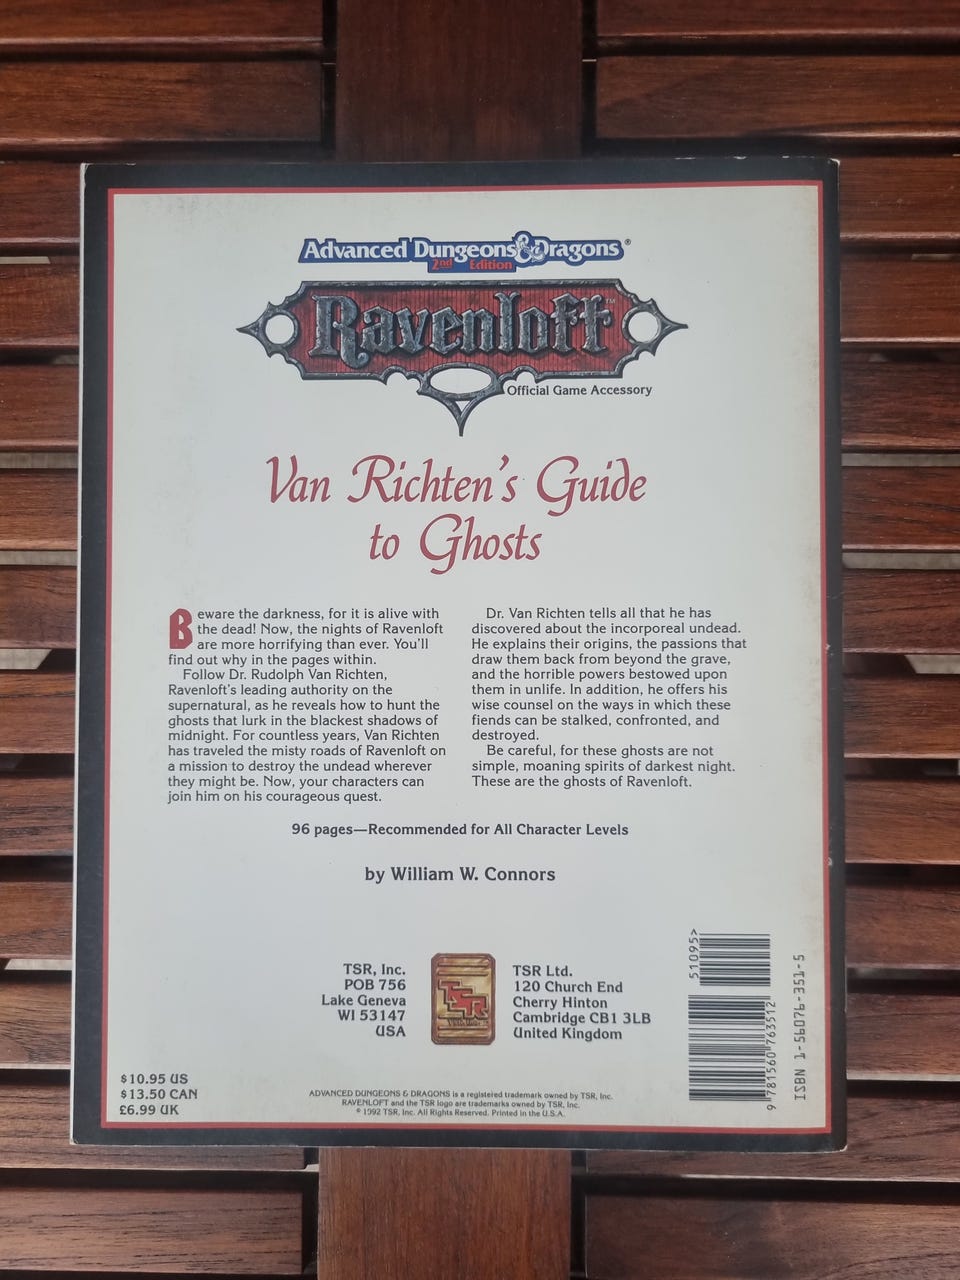 Advanced Dungeons & Dragons®
2nd Edition
Ravenloft™
Official Game Accessory
Van Richten's Guide
to Ghosts
Beware the darkness, for it is alive with
the dead! Now, the nights of Ravenloft
are more horrifying than ever. You'll
find out why in the pages within.
Follow Dr. Rudolph Van Richten,
Ravenloft's leading authority on the
supernatural, as he reveals how to hunt the
ghosts that lurk in the blackest shadows of
midnight. For countless years, Van Richten
has traveled the misty roads of Ravenloft on
a mission to destroy the undead wherever
they might be. Now, your characters can
join him on his courageous quest.
Dr. Van Richten tells all that he has
discovered about the incorporeal undead.
He explains their origins, the passions that
draw them back from beyond the grave,
and the horrible powers bestowed upon
them in unlife. In addition, he offers his
wise counsel on the ways in which these
fiends can be stalked, confronted, and
destroyed.
Be careful, for these ghosts are not
simple, moaning spirits of darkest night.
These are the ghosts of Ravenloft.
96 pages—Recommended for All Character Levels
by William W. Connors
TSR, Inc.
POB 756
Lake Geneva
WI 53147
USA
TSR
TSR Ltd.
120 Church End
Cherry Hinton
Cambridge CB1 3LB
United Kingdom
51095>
9 781560 763512
ISBN 1-56076-351-5
$10.95 US
$13.50 CAN
£6.99 UK
ADVANCED DUNGEONS & DRAGONS is a registered trademark owned by TSR, Inc.
RAVENLOFT and the TSR logo are trademarks owned by TSR, Inc.
© 1992 TSR, Inc. All Rights Reserved. Printed in the U.S.A.